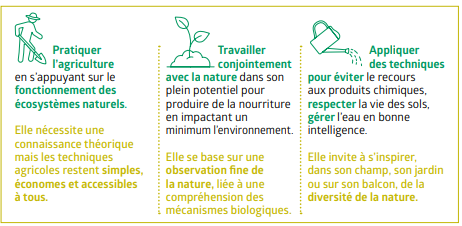 Pratiquer
l'agriculture
en s'appuyant sur le
fonctionnement des
écosystèmes naturels.
Elle nécessite une
connaissance théorique
mais les techniques
agricoles restent simples,
économes et accessibles
à tous.
Travailler
conjointement
avec la nature dans son
plein potentiel pour
produire de la nourriture
en impactant un
minimum l'environnement.
Elle se base sur une
observation fine de
la nature, liée à une
compréhension des
mécanismes biologiques.
Appliquer
des techniques
pour éviter le recours
aux produits chimiques,
respecter la vie des sols,
gérer l'eau en bonne
intelligence.
Elle invite à s'inspirer,
dans son champ, son jardin
ou sur son balcon, de la
diversité de la nature.